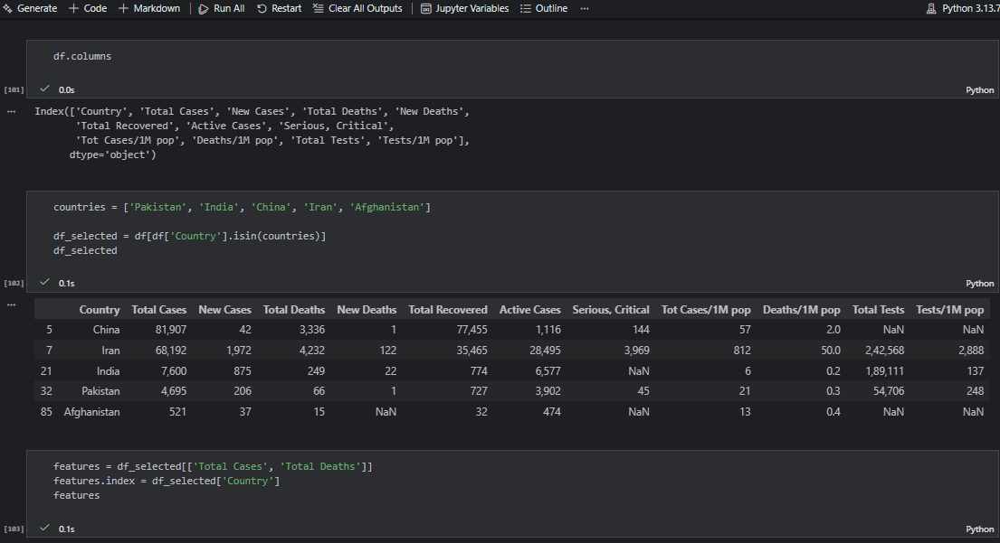 Generate + Code + Markdown | Run All Restart Clear All Outputs | Jupyter Variables Outline ... Python 3.13.7
df.columns
[101] ✓ 0.0s Python
... Index(['Country', 'Total Cases', 'New Cases', 'Total Deaths', 'New Deaths',
'Total Recovered', 'Active Cases', 'Serious, Critical',
'Tot Cases/1M pop', 'Deaths/1M pop', 'Total Tests', 'Tests/1M pop'],
dtype='object')
countries = ['Pakistan', 'India', 'China', 'Iran', 'Afghanistan']
df_selected = df[df['Country'].isin(countries)]
df_selected
[102] ✓ 0.1s Python
... Country Total Cases New Cases Total Deaths New Deaths Total Recovered Active Cases Serious, Critical Tot Cases/1M pop Deaths/1M pop Total Tests Tests/1M pop
5 China 81,907 42 3,336 1 77,455 1,116 144 57 2.0 NaN NaN
7 Iran 68,192 1,972 4,232 122 35,465 28,495 3,969 812 50.0 2,42,568 2,888
21 India 7,600 875 249 22 774 6,577 NaN 6 0.2 1,89,111 137
32 Pakistan 4,695 206 66 1 727 3,902 45 21 0.3 54,706 248
85 Afghanistan 521 37 15 NaN 32 474 NaN 13 0.4 NaN NaN
features = df_selected[['Total Cases', 'Total Deaths']]
features.index = df_selected['Country']
features
[103] ✓ 0.1s Python